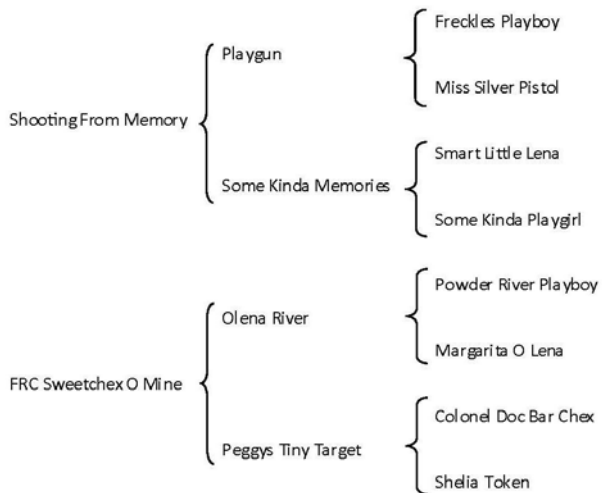 Freckles Playboy
Playgun
Miss Silver Pistol
Shooting From Memory
Smart Little Lena
Some Kinda Memories
Some Kinda Playgirl
Powder River Playboy
Olena River
Margarita O Lena
FRC Sweetchex O Mine
Colonel Doc Bar Chex
Peggys Tiny Target
Shelia Token